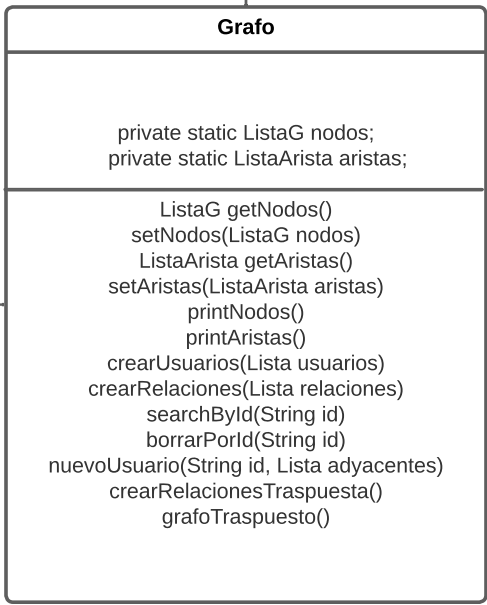 Grafo
private static ListaG nodos;
private static ListaArista aristas;
ListaG getNodos()
setNodos(ListaG nodos)
ListaArista getAristas()
setAristas(ListaArista aristas)
printNodos()
printAristas()
crearUsuarios(Lista usuarios)
crearRelaciones(Lista relaciones)
searchById(String id)
borrarPorId(String id)
nuevoUsuario(String id, Lista adyacentes)
crearRelacionesTraspuesta()
grafoTraspuesto()